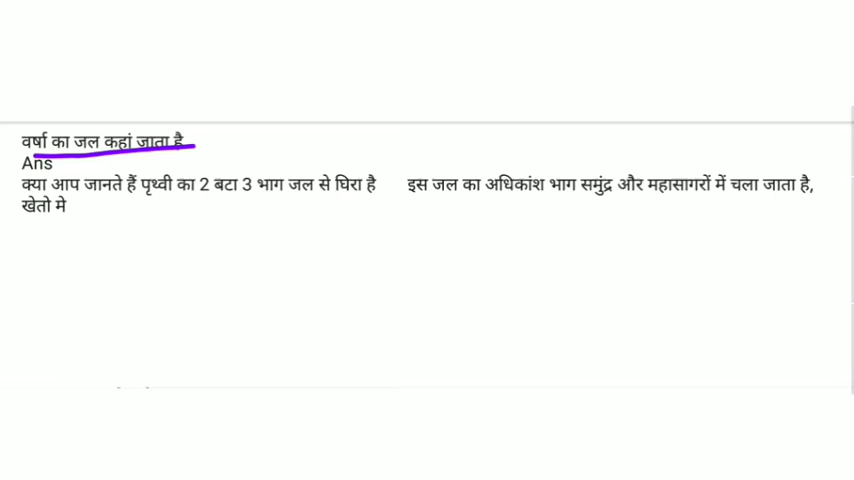 वर्षा का जल कहां जाता है
Ans
क्या आप जानते हैं पृथ्वी का 2 बटा 3 भाग जल से घिरा है इस जल का अधिकांश भाग समुंद्र और महासागरों में चला जाता है,
खेतो मे